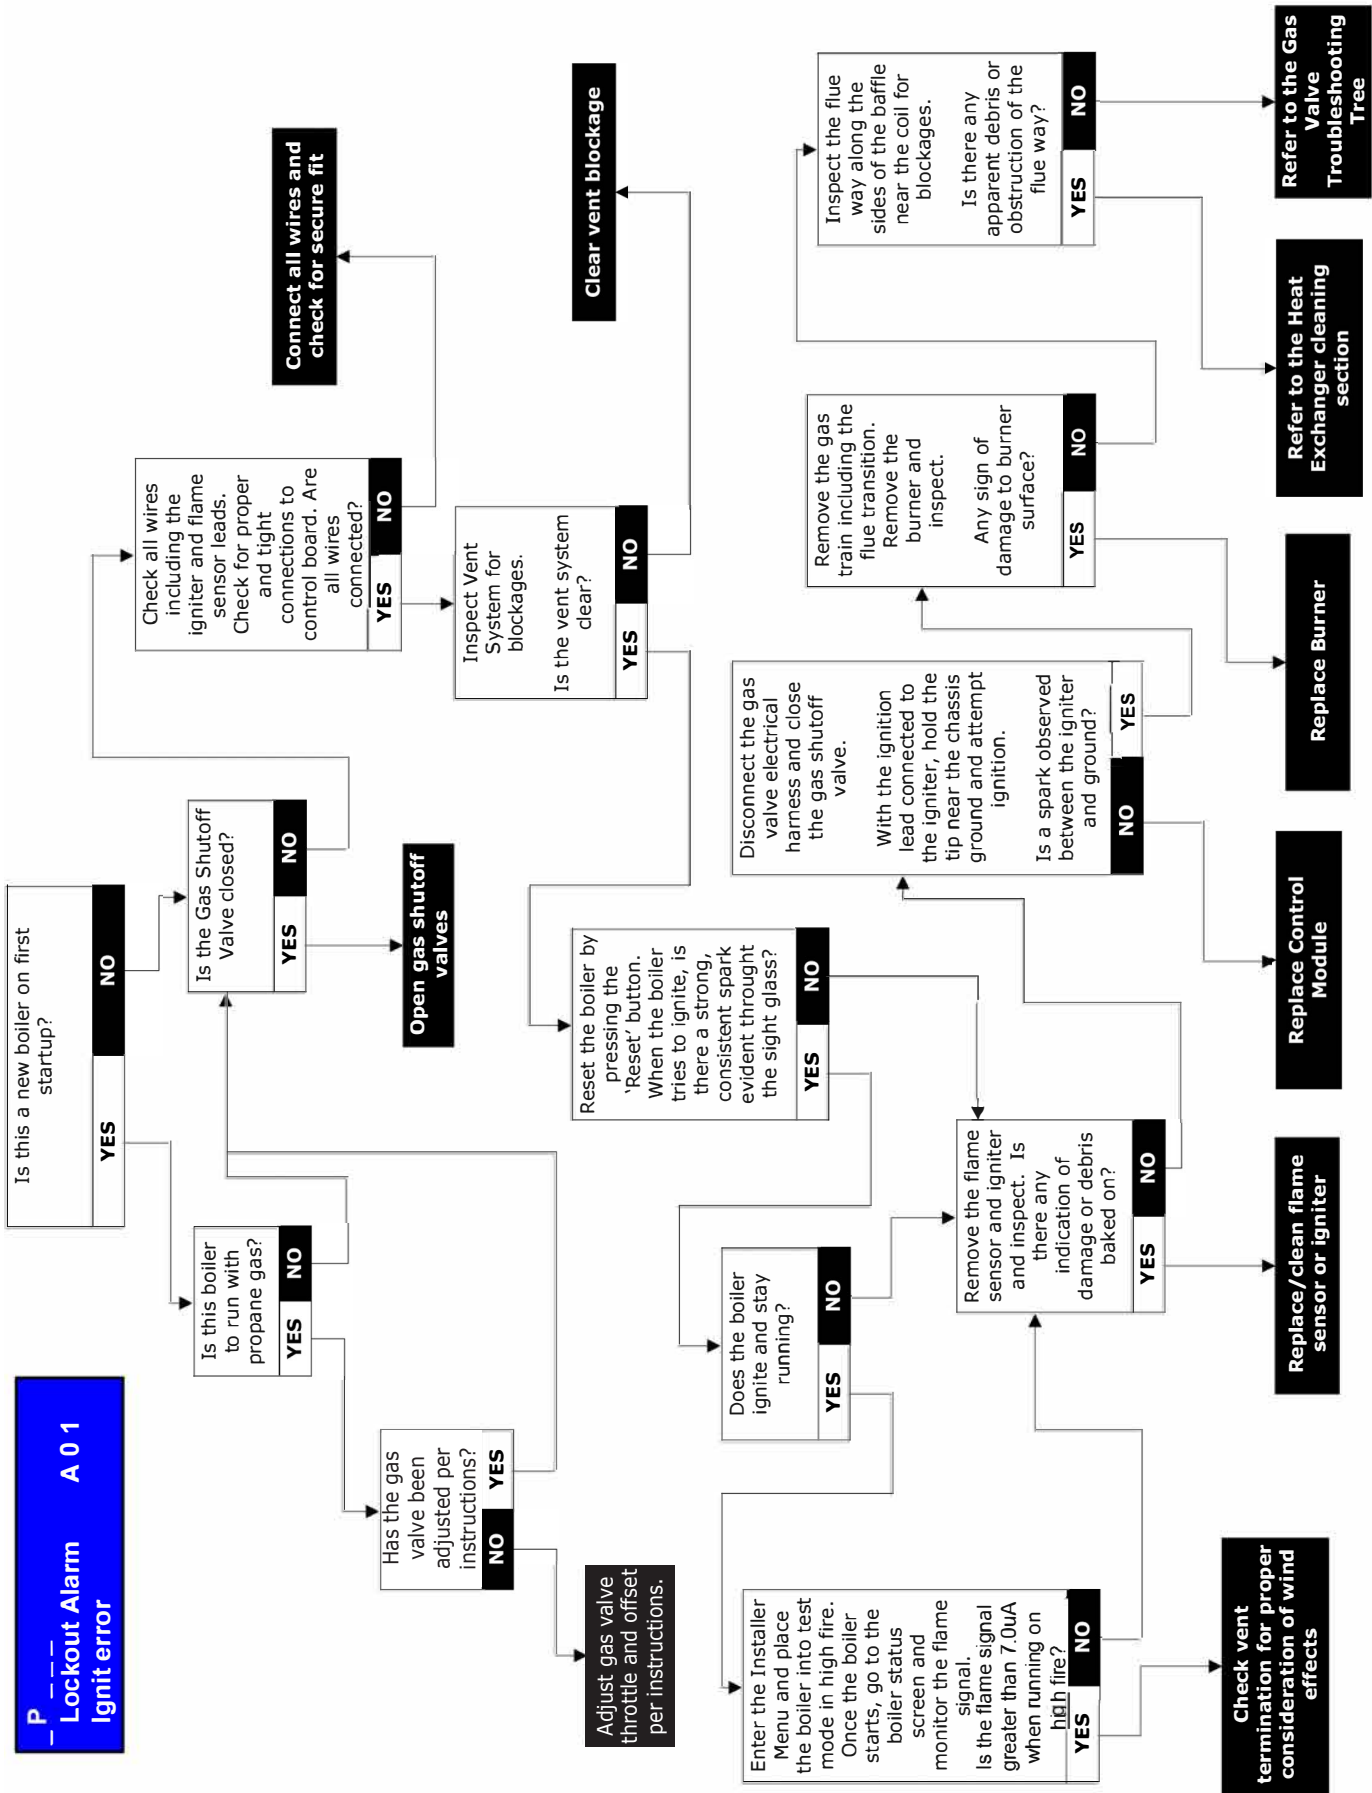 _ P _ _ _
Lockout Alarm A 0 1
Ignit error
Is this a new boiler on first
startup?
YES
NO
Is this boiler
to run with
propane gas?
YES
NO
Is the Gas Shutoff
Valve closed?
YES
NO
Check all wires
including the
igniter and flame
sensor leads.
Check for proper
and tight
connections to
control board. Are
all wires
connected?
YES
NO
Connect all wires and
check for secure fit
Has the gas
valve been
adjusted per
instructions?
NO
YES
Open gas shutoff
valves
Inspect Vent
System for
blockages.
Is the vent system
clear?
YES
NO
Clear vent blockage
Adjust gas valve
throttle and offset
per instructions.
Reset the boiler by
pressing the
‘Reset’ button.
When the boiler
tries to ignite, is
there a strong,
consistent spark
evident throught
the sight glass?
YES
NO
Does the boiler
ignite and stay
running?
YES
NO
Enter the Installer
Menu and place
the boiler into test
mode in high fire.
Once the boiler
starts, go to the
boiler status
screen and
monitor the flame
signal.
Is the flame signal
greater than 7.0uA
when running on
high fire?
YES
NO
Remove the flame
sensor and igniter
and inspect. Is
there any
indication of
damage or debris
baked on?
YES
NO
Disconnect the gas
valve electrical
harness and close
the gas shutoff
valve.
With the ignition
lead connected to
the igniter, hold the
tip near the chassis
ground and attempt
ignition.
Is a spark observed
between the igniter
and ground?
NO
YES
Remove the gas
train including the
flue transition.
Remove the
burner and
inspect.
Any sign of
damage to burner
surface?
YES
NO
Inspect the flue
way along the
sides of the baffle
near the coil for
blockages.
Is there any
apparent debris or
obstruction of the
flue way?
YES
NO
Check vent
termination for proper
consideration of wind
effects
Replace/clean flame
sensor or igniter
Replace Control
Module
Replace Burner
Refer to the Heat
Exchanger cleaning
section
Refer to the Gas
Valve
Troubleshooting
Tree